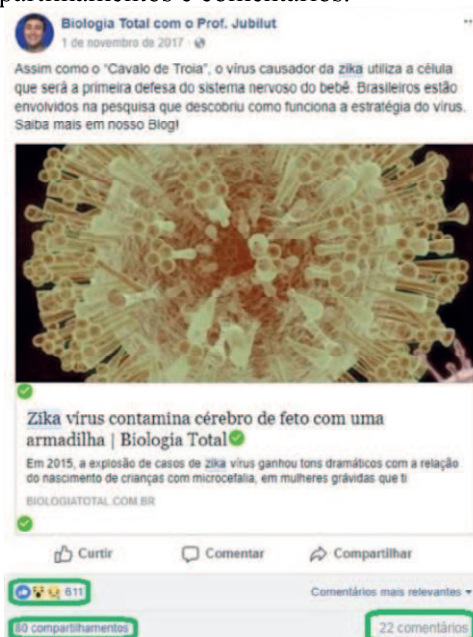 Biologia Total com o Prof. Jubilut
1 de novembro de 2017
Assim como o "Cavalo de Troia", o vírus causador da zika utiliza a célula
que será a primeira defesa do sistema nervoso do bebê. Brasileiros estão
envolvidos na pesquisa que descobriu como funciona a estratégia do vírus.
Saiba mais em nosso Blog!
Zika vírus contamina cérebro de feto com uma
armadilha | Biologia Total
Em 2015, a explosão de casos de zika vírus ganhou tons dramáticos com a relação
do nascimento de crianças com microcefalia, em mulheres grávidas que ti
BIOLOGIATOTAL.COM.BR
Curtir Comentar Compartilhar
611 Comentários mais relevantes
80 compartilhamentos 22 comentários